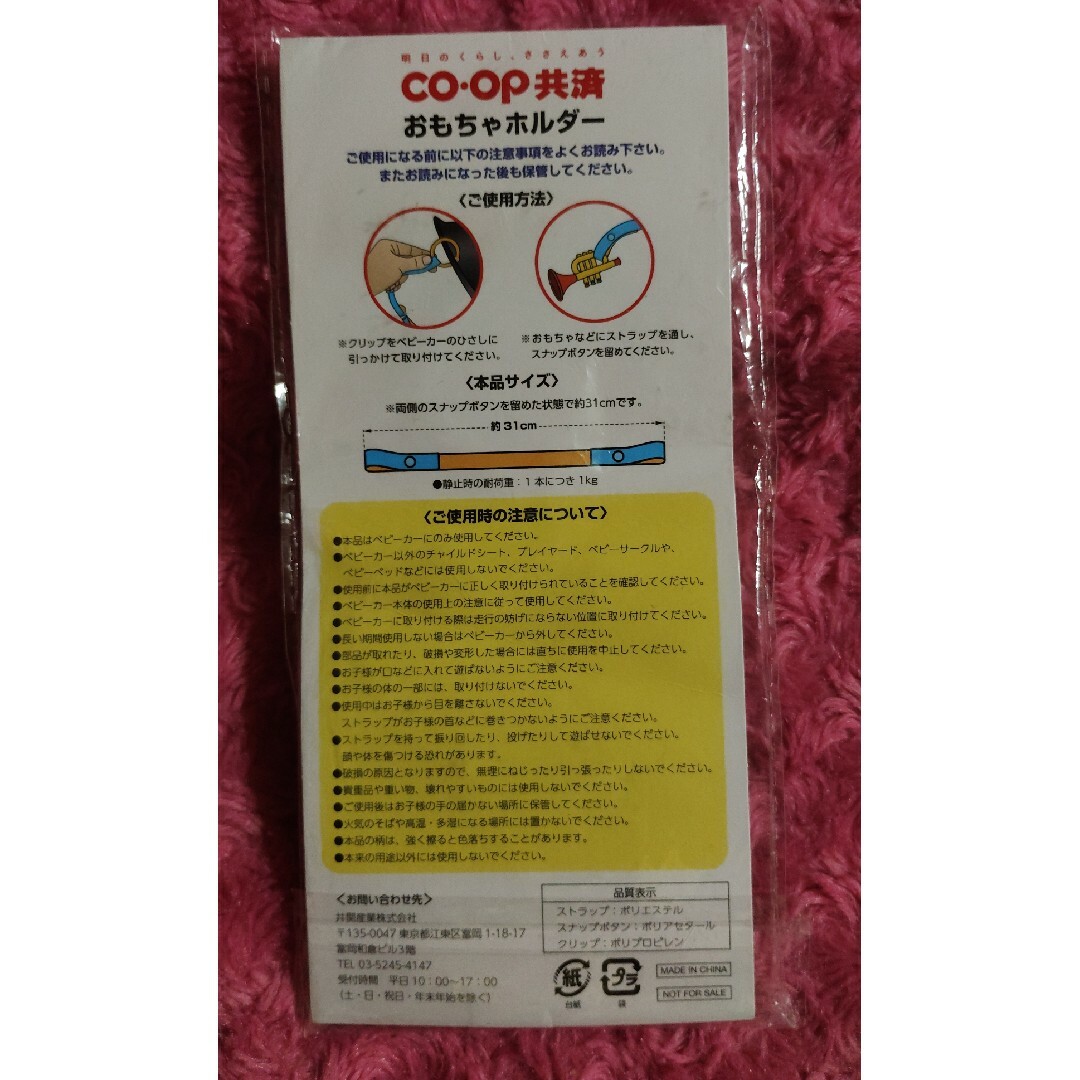 明日のくらし、ささえあう
CO・OP共済
おもちゃホルダー
ご使用になる前に以下の注意事項をよくお読み下さい。
またお読みになった後も保管してください。
〈ご使用方法〉
※クリップをベビーカーのひさしに
引っかけて取り付けてください。
※おもちゃなどにストラップを通し、
スナップボタンを留めてください。
〈本品サイズ〉
※両側のスナップボタンを留めた状態で約31cmです。
約31cm
●静止時の耐荷重：1本につき1kg
〈ご使用時の注意について〉
●本品はベビーカーにのみ使用してください。
●ベビーカー以外のチャイルドシート、プレイヤード、ベビーサークルや、
ベビーベッドなどには使用しないでください。
●使用前に本品がベビーカーに正しく取り付けられていることを確認してください。
●ベビーカー本体の使用上の注意に従って使用してください。
●ベビーカーに取り付ける際は走行の妨げにならない位置に取り付けてください。
●長い期間使用しない場合はベビーカーから外してください。
●部品が取れたり、破損や変形した場合には直ちに使用を中止してください。
●お子様が口などに入れて遊ばないようにご注意ください。
●お子様の体の一部には、取り付けないでください。
●使用中はお子様から目を離さないでください。
ストラップがお子様の首などに巻きつかないようにご注意ください。
●ストラップを持って振り回したり、投げたりして遊ばせないでください。
頭や体を傷つける恐れがあります。
●破損の原因となりますので、無理にねじったり引っ張ったりしないでください。
●貴重品や重い物、壊れやすいものには使用しないでください。
●ご使用後はお子様の手の届かない場所に保管してください。
●火気のそばや高温・多湿になる場所には置かないでください。
●本品の柄は、強く擦ると色落ちすることがあります。
●本来の用途以外には使用しないでください。
〈お問い合わせ先〉
井関産業株式会社
〒135-0047 東京都江東区富岡 1-18-17
富岡和倉ビル3階
TEL 03-5245-4147
受付時間 平日10：00～17：00
（土・日・祝日・年末年始を除く）
品質表示
ストラップ：ポリエステル
スナップボタン：ポリアセタール
クリップ：ポリプロピレン
紙
台紙
プラ
袋
MADE IN CHINA
NOT FOR SALE